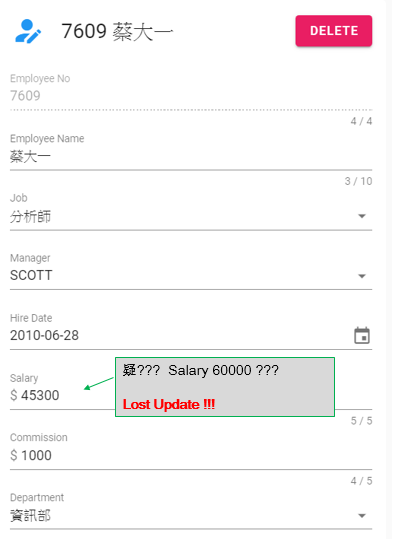 7609 蔡大一
DELETE
Employee No
7609
4 / 4
Employee Name
蔡大一
3 / 10
Job
分析師
Manager
SCOTT
Hire Date
2010-06-28
疑??? Salary 60000 ???
Lost Update !!!
Salary
$ 45300
5 / 5
Commission
$ 1000
4 / 5
Department
資訊部